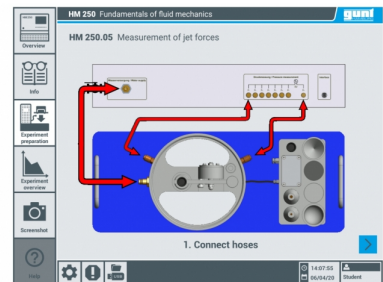 HM 250 Fundamentals of fluid mechanics
gunt
HM 250.05 Measurement of jet forces
Overview
Info
Experiment
preparation
Experiment
overview
Screenshot
Help
1. Connect hoses
USB
14:07:55
06/04/20
Student